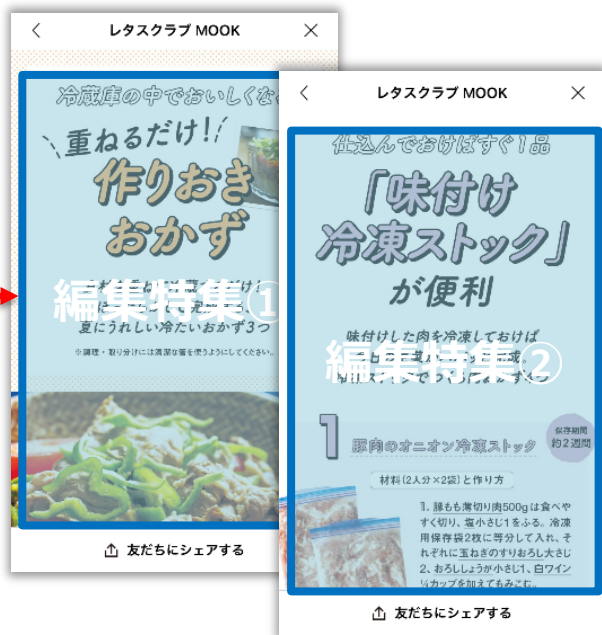 レタスクラブ MOOK
冷蔵庫の中でおいしくな
重ねるだけ!
作りおき
おかず
編集特集①
夏にうれしい冷たいおかず3つ
※調理・取り分けには清潔な箸を使うようにしてください。
友だちにシェアする
レタスクラブ MOOK
仕込んでおけばすぐ1品
「味付け
冷凍ストック」
が便利
味付けした肉を冷凍しておけば
編集特集②
1 豚肉のオニオン冷凍ストック
保存期間
約2週間
材料(2人分×2袋)と作り方
1. 豚もも薄切り肉500gは食べや
すく切り、塩小さじ1をふる。冷凍
用保存袋2枚に等分して入れ、そ
れぞれに玉ねぎのすりおろし大さじ
2、おろししょうが小さじ1、白ワイン
¼カップを加えてもみこむ。
友だちにシェアする